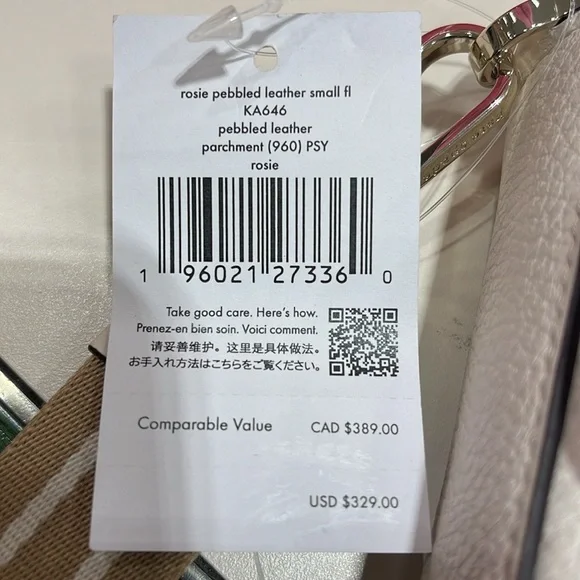 rosie pebbled leather small fl
KA646
pebbled leather
parchment (960) PSY
rosie
1 96021 27336 0
Take good care. Here's how.
Prenez-en bien soin. Voici comment.
请妥善维护。这里是具体做法。
お手入れ方法はこちらをご覧ください。
Comparable Value CAD $389.00
USD $329.00